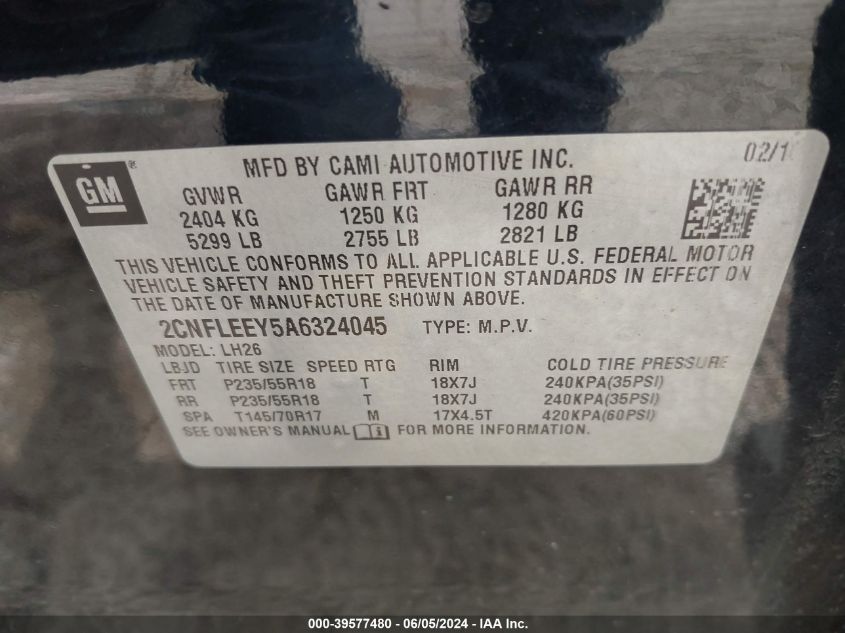 GM ®
MFD BY CAMI AUTOMOTIVE INC.
GVWR GAWR FRT GAWR RR
2404 KG 1250 KG 1280 KG
5299 LB 2755 LB 2821 LB
THIS VEHICLE CONFORMS TO ALL APPLICABLE U.S. FEDERAL MOTOR
VEHICLE SAFETY AND THEFT PREVENTION STANDARDS IN EFFECT ON
THE DATE OF MANUFACTURE SHOWN ABOVE.
2CNFLEEY5A6324045 TYPE: M.P.V.
MODEL: LH26
LBJD TIRE SIZE SPEED RTG RIM COLD TIRE PRESSURE
FRT P235/55R18 T 18X7J 240KPA(35PSI)
RR P235/55R18 T 18X7J 240KPA(35PSI)
SPA T145/70R17 M 17X4.5T 420KPA(60PSI)
SEE OWNER'S MANUAL FOR MORE INFORMATION.
000-39577480 - 06/05/2024 - IAA Inc.